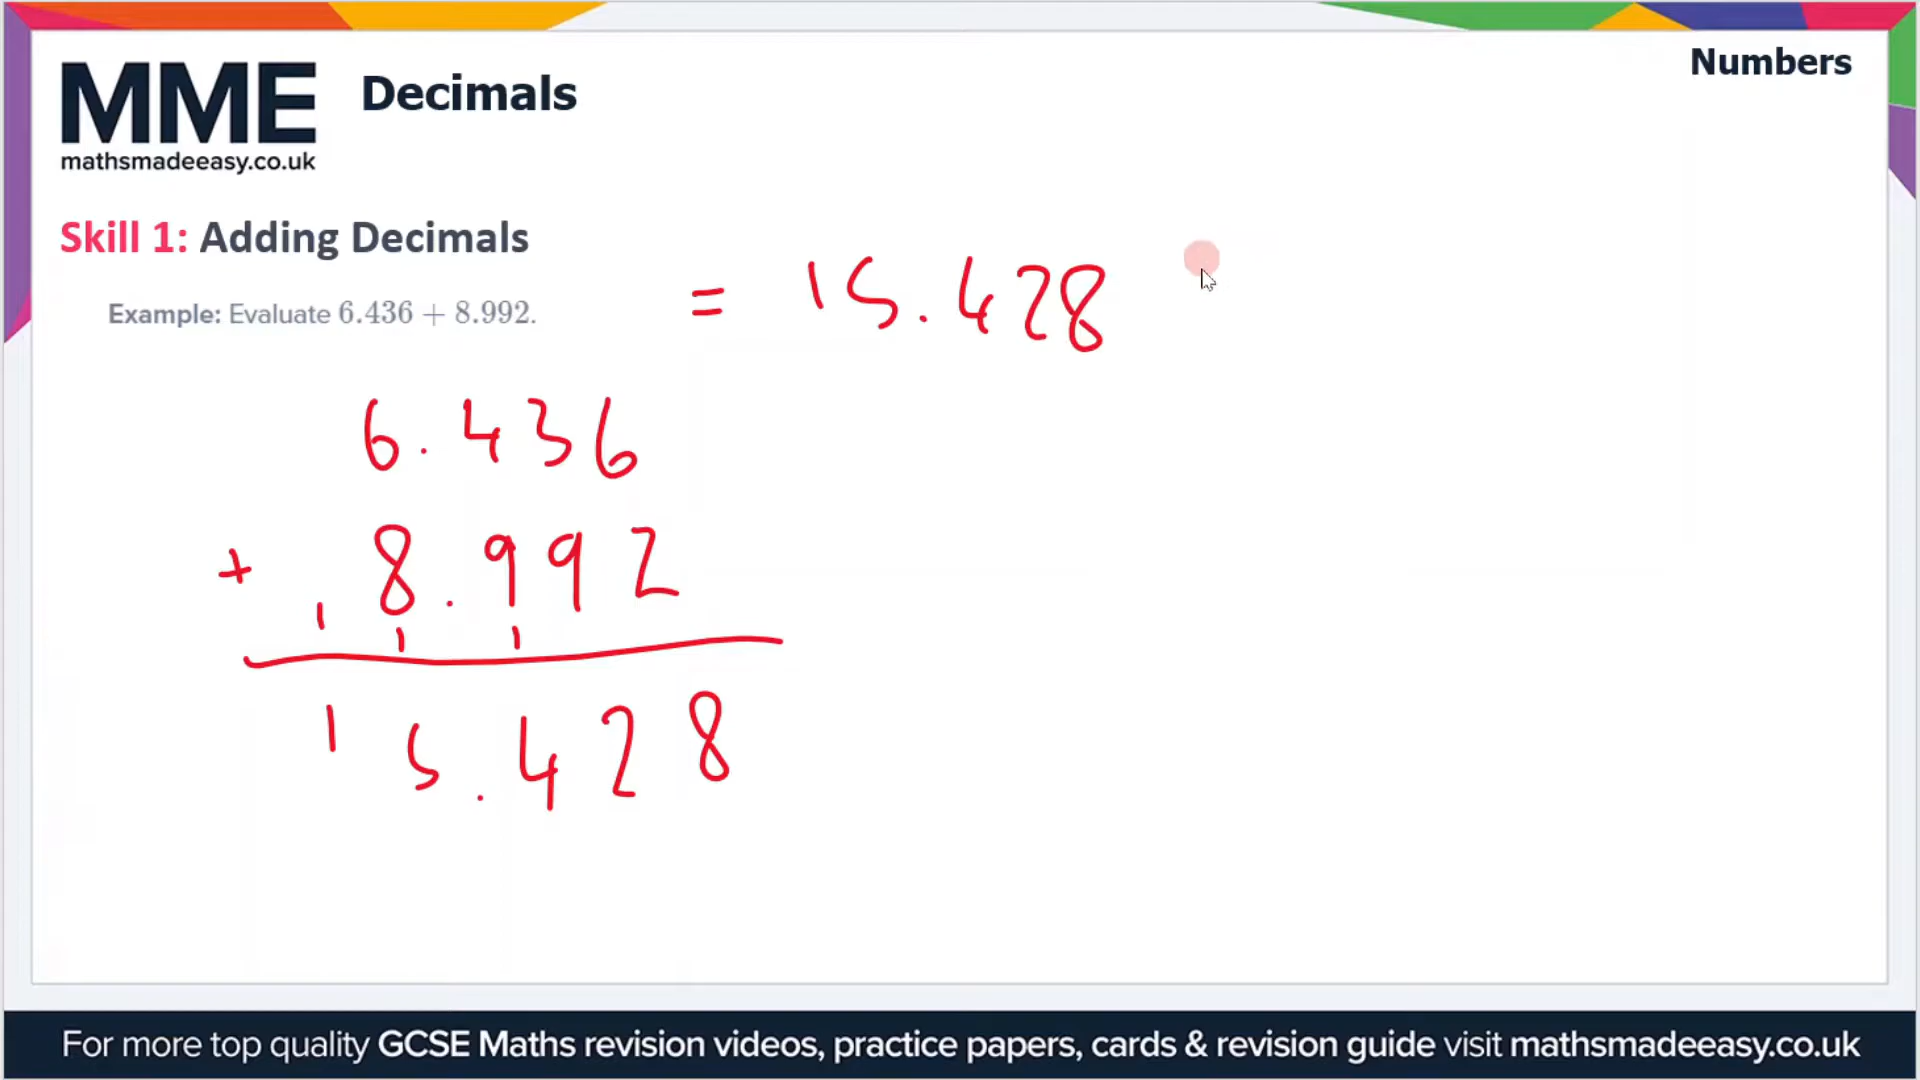 Numbers
MME
mathsmadeeasy.co.uk
Decimals
Skill 1: Adding Decimals
Example: Evaluate 6.436 + 8.992.
= 15.428
6.436
+ 8.992
1 1 1
15.428
For more top quality GCSE Maths revision videos, practice papers, cards & revision guide visit mathsmadeeasy.co.uk